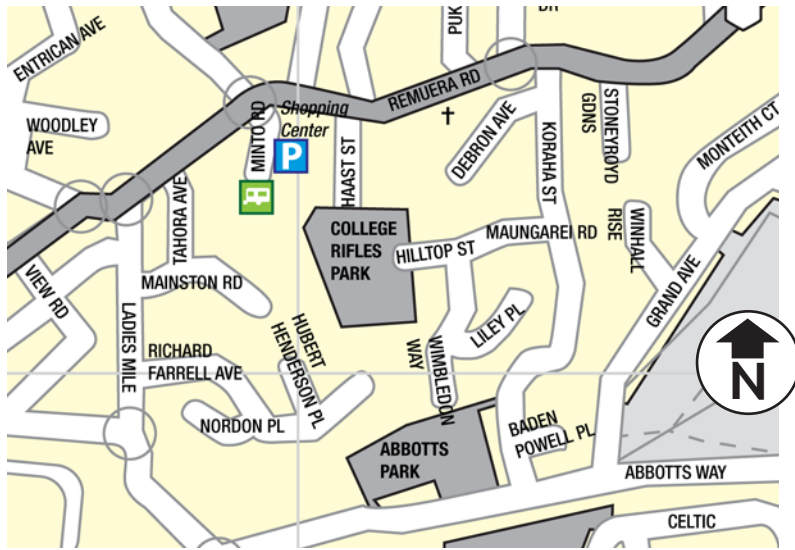 DR
ENTRICAN AVE
PUK
REMUERA RD
Shopping
Center
STONEYROYD
GDNS
WOODLEY
AVE
MINTO RD
P
HAAST ST
DEBRON AVE
KORAHA ST
MONTEITH CT
TAHORA AVE
COLLEGE
RIFLES
PARK
HILLTOP ST
MAUNGAREI RD
WINHALL
RISE
VIEW RD
MAINSTON RD
GRAND AVE
LADIES MILE
HUBERT
HENDERSON PL
LILEY PL
WIMBLEDON
WAY
RICHARD
FARRELL AVE
N
NORDON PL
BADEN
POWELL PL
ABBOTTS
PARK
ABBOTTS WAY
CELTIC